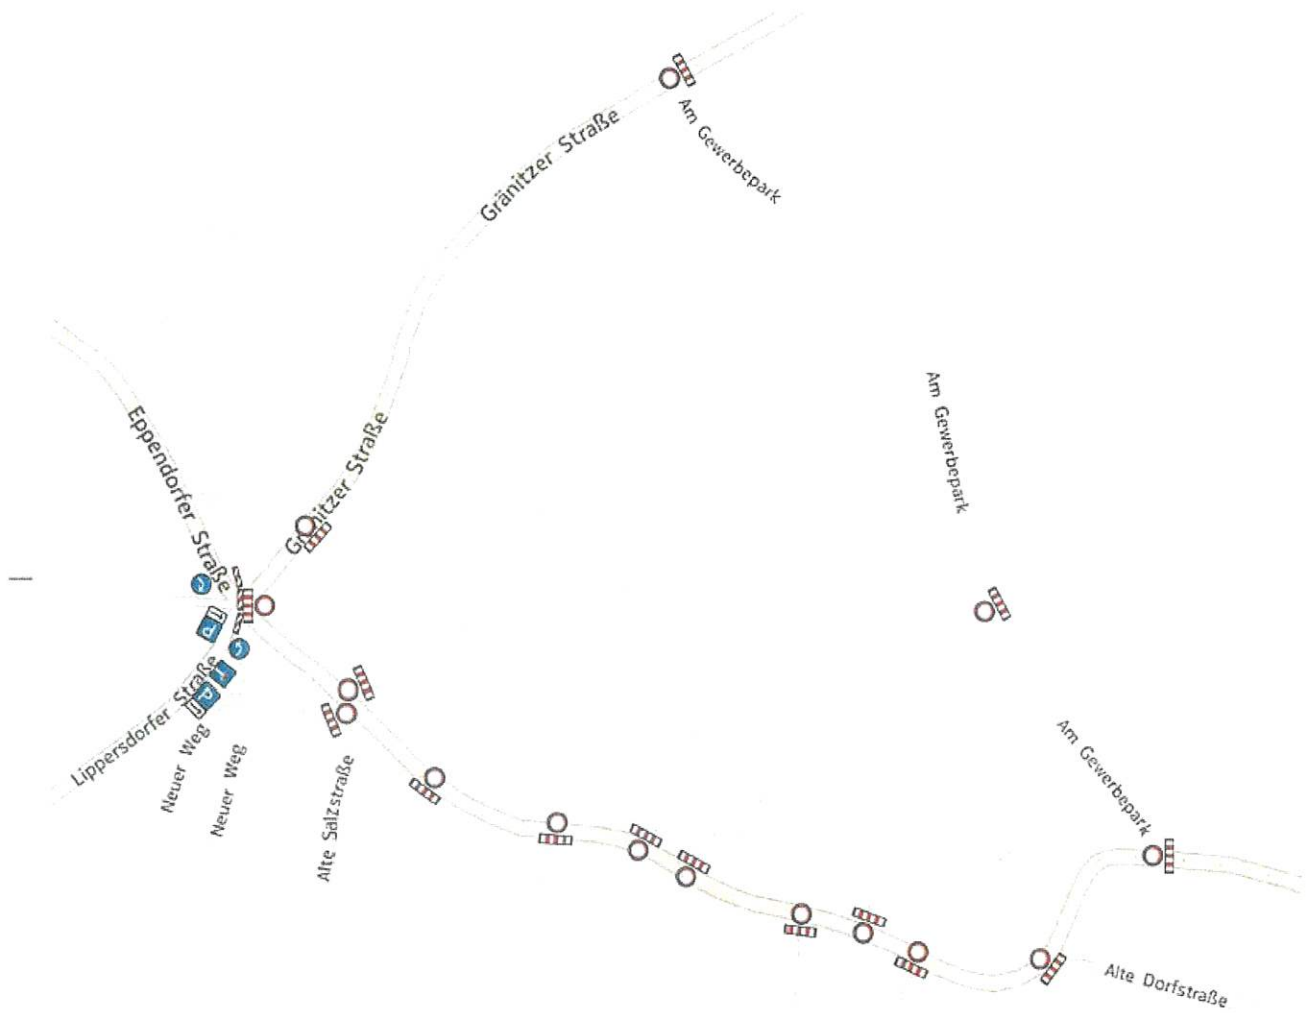 Am Gewerbepark
Gränitzer Straße
Am Gewerbepark
Eppendorfer Straße
Gränitzer Straße
P
P
Lippersdorfer Straße
Neuer Weg
Neuer Weg
Alte Salzstraße
Am Gewerbepark
Alte Dorfstraße